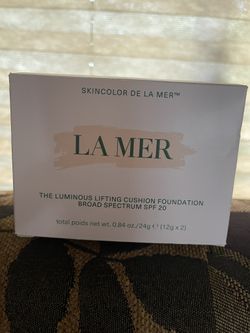 SKINCOLOR DE LA MER™
LA MER
THE LUMINOUS LIFTING CUSHION FOUNDATION
BROAD SPECTRUM SPF 20
total poids net wt. 0.84 oz./24g ℮ (12g x 2)